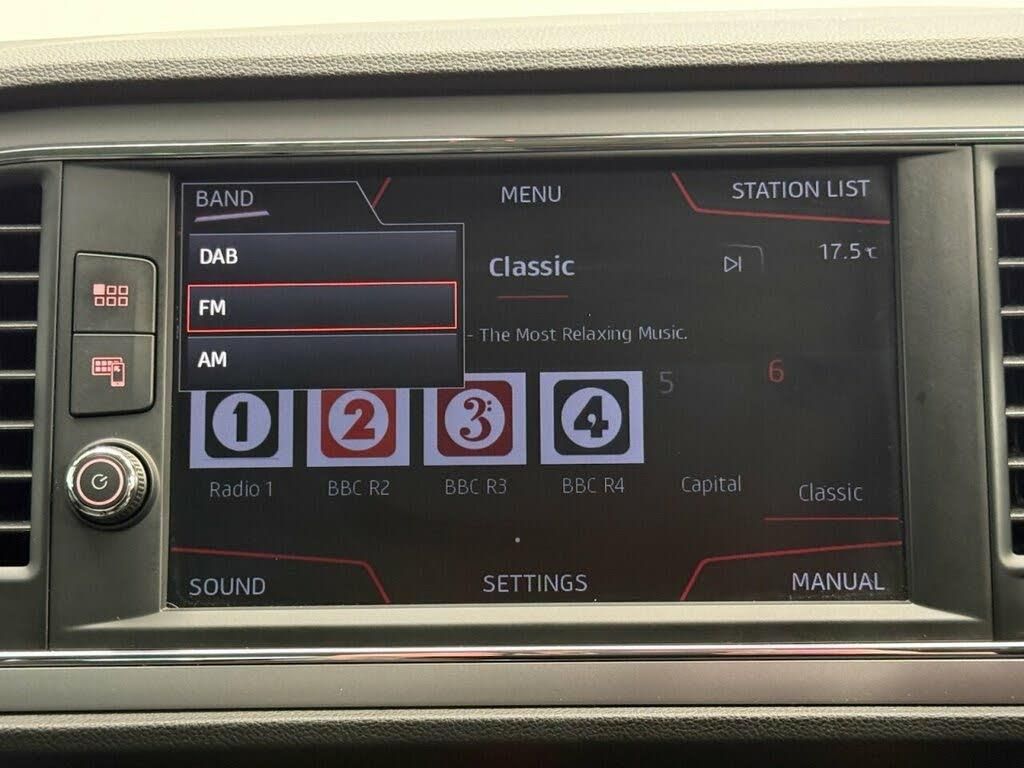 BAND
MENU
STATION LIST
DAB
Classic
17.5°C
FM
- The Most Relaxing Music.
AM
5
6
1
2
3
4
Radio 1
BBC R2
BBC R3
BBC R4
Capital
Classic
SOUND
SETTINGS
MANUAL